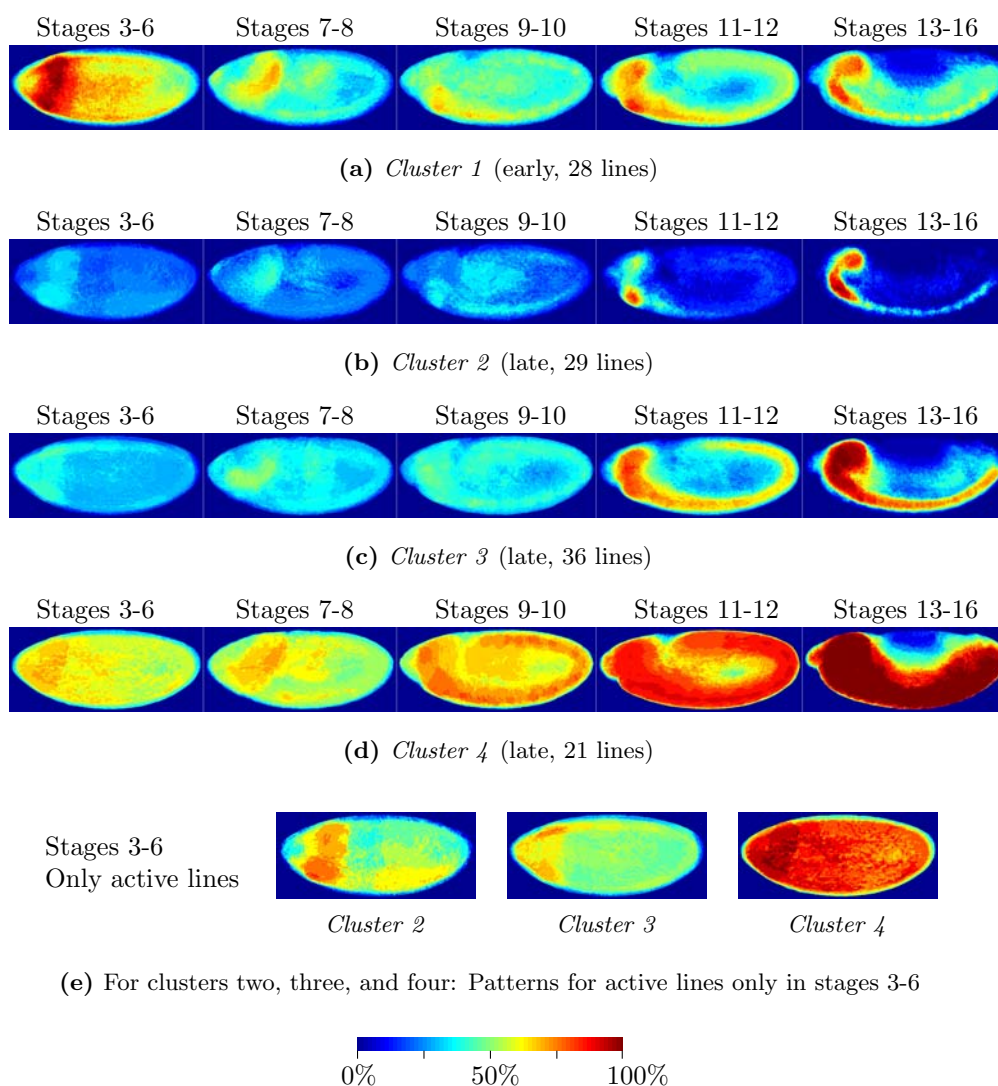 Stages 3-6 Stages 7-8 Stages 9-10 Stages 11-12 Stages 13-16
(a) Cluster 1 (early, 28 lines)
Stages 3-6 Stages 7-8 Stages 9-10 Stages 11-12 Stages 13-16
(b) Cluster 2 (late, 29 lines)
Stages 3-6 Stages 7-8 Stages 9-10 Stages 11-12 Stages 13-16
(c) Cluster 3 (late, 36 lines)
Stages 3-6 Stages 7-8 Stages 9-10 Stages 11-12 Stages 13-16
(d) Cluster 4 (late, 21 lines)
Stages 3-6
Only active lines
Cluster 2 Cluster 3 Cluster 4
(e) For clusters two, three, and four: Patterns for active lines only in stages 3-6
0% 50% 100%